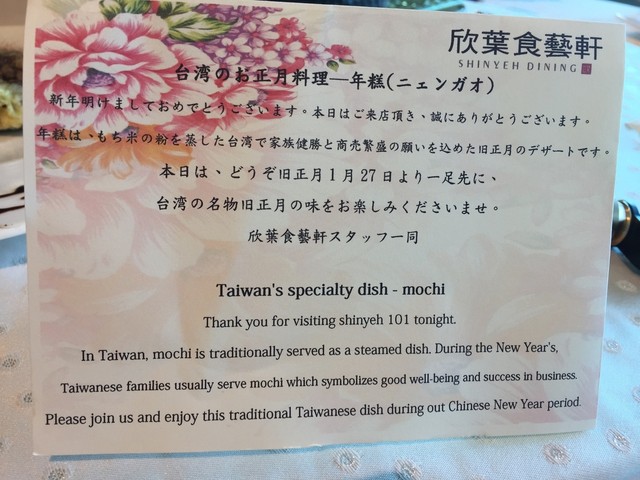 欣葉食藝軒
SHINYEH DINING
台湾のお正月料理─年糕(ニェンガオ)
新年明けましておめでとうございます。本日はご来店頂き、誠にありがとうございます。
年糕は、もち米の粉を蒸した台湾で家族健勝と商売繁盛の願いを込めた旧正月のデザートです。
本日は、どうぞ旧正月1月27日より一足先に、
台湾の名物旧正月の味をお楽しみくださいませ。
欣葉食藝軒スタッフ一同
Taiwan's specialty dish - mochi
Thank you for visiting shinyeh 101 tonight.
In Taiwan, mochi is traditionally served as a steamed dish. During the New Year's,
Taiwanese families usually serve mochi which symbolizes good well-being and success in business.
Please join us and enjoy this traditional Taiwanese dish during out Chinese New Year period.